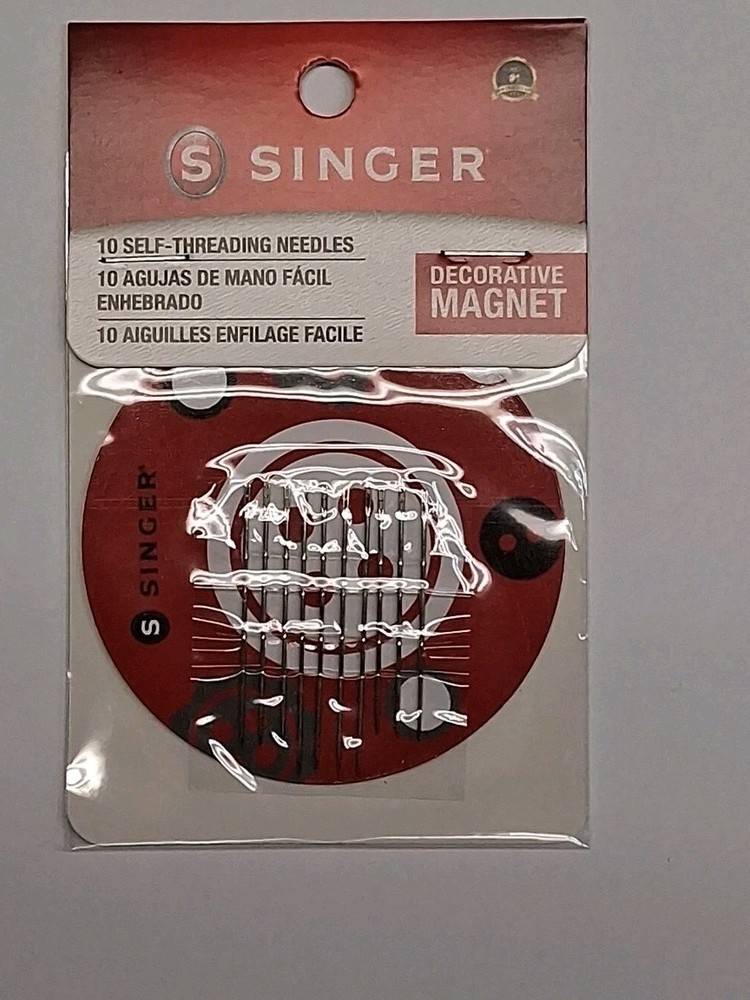 S SINGER
10 SELF-THREADING NEEDLES
10 AGUJAS DE MANO FÁCIL
ENHEBRADO
10 AIGUILLES ENFILAGE FACILE
DECORATIVE
MAGNET
S SINGER